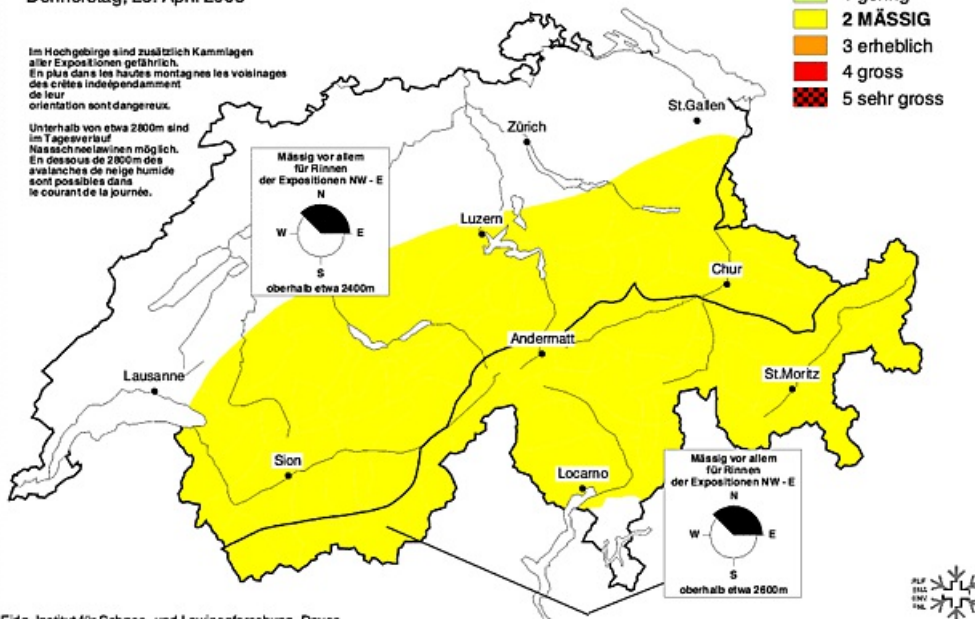 Im Hochgebirge sind zusätzlich Kammlagen
aller Expositionen gefährlich.
En plus dans les hautes montagnes les voisinages
des crêtes indeépendamment
de leur
orientation sont dangereux.
Unterhalb von etwa 2800m sind
im Tagesverlauf
Nassschneelawinen möglich.
En dessous de 2800m des
avalanches de neige humide
sont possibles dans
le courant de la journée.
2 MÄSSIG
3 erheblich
4 gross
5 sehr gross
St.Gallen
Zürich
Mässig vor allem
für Rinnen
der Expositionen NW - E
N
W
E
S
oberhalb etwa 2400m
Luzern
Chur
Andermatt
Lausanne
St.Moritz
Sion
Locarno
Mässig vor allem
für Rinnen
der Expositionen NW - E
N
W
E
S
oberhalb etwa 2600m